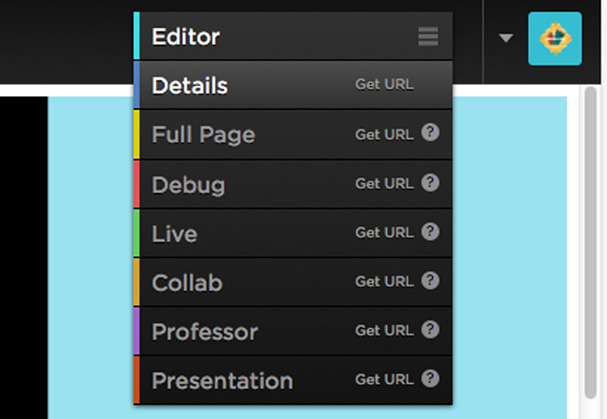 Editor
Details Get URL
Full Page Get URL ?
Debug Get URL ?
Live Get URL ?
Collab Get URL ?
Professor Get URL ?
Presentation Get URL ?